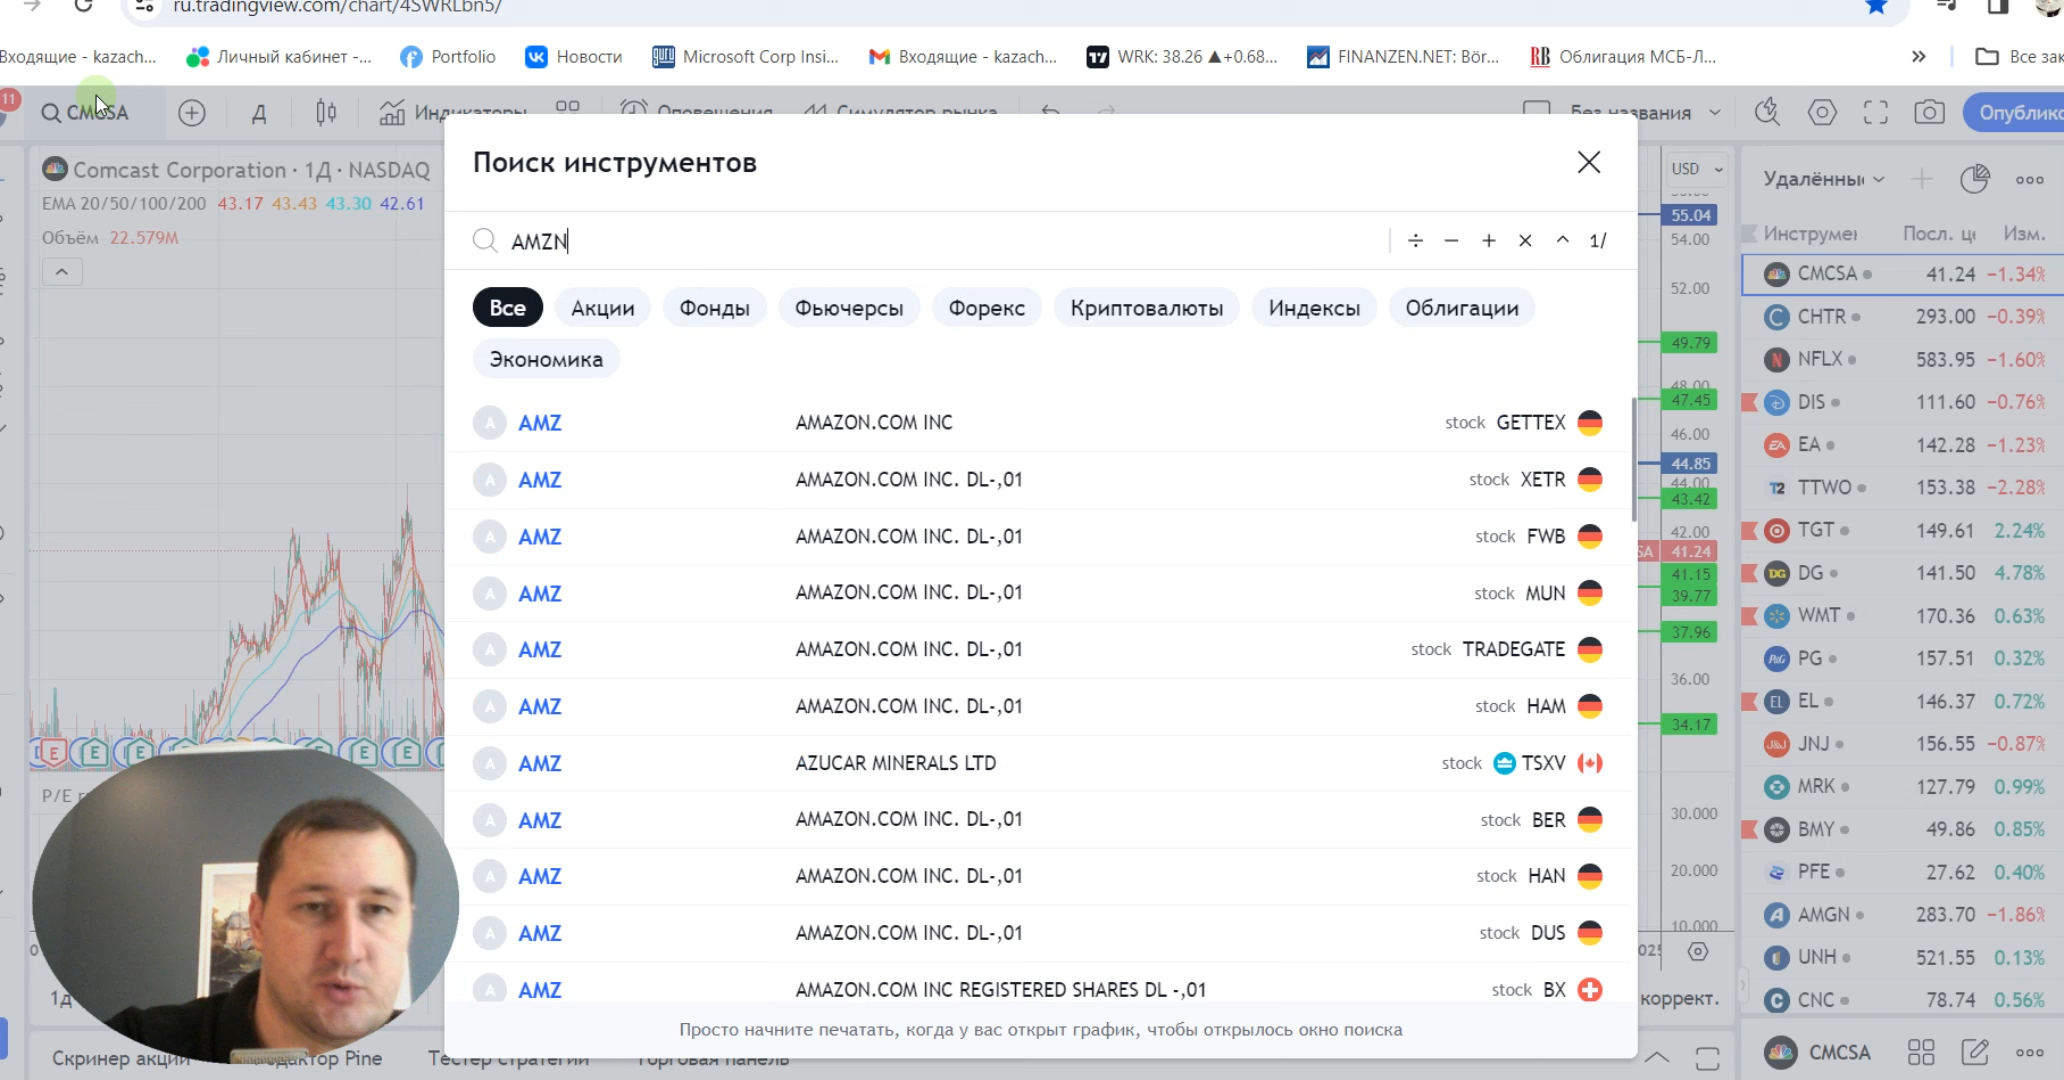 ru.tradingview.com/chart/4SWRLbn5/
Входящие - kazach...
Личный кабинет -...
Portfolio
Новости
Microsoft Corp Insi...
Входящие - kazach...
WRK: 38.26 ▲+0.68...
FINANZEN.NET: Bör...
Облигация МСБ-Л...
»
Все зак
11
CMCSA
Д
Индикаторы
Оповещения
Симулятор рынка
Без названия
Опублико
Comcast Corporation · 1Д · NASDAQ
EMA 20/50/100/200 43.17 43.43 43.30 42.61
Объём 22.579M
Поиск инструментов
AMZN
÷ − + × ^ 1/
Все Акции Фонды Фьючерсы Форекс Криптовалюты Индексы Облигации
Экономика
A AMZ AMAZON.COM INC stock GETTEX
A AMZ AMAZON.COM INC. DL-,01 stock XETR
A AMZ AMAZON.COM INC. DL-,01 stock FWB
A AMZ AMAZON.COM INC. DL-,01 stock MUN
A AMZ AMAZON.COM INC. DL-,01 stock TRADEGATE
A AMZ AMAZON.COM INC. DL-,01 stock HAM
A AMZ AZUCAR MINERALS LTD stock TSXV
A AMZ AMAZON.COM INC. DL-,01 stock BER
A AMZ AMAZON.COM INC. DL-,01 stock HAN
A AMZ AMAZON.COM INC. DL-,01 stock DUS
A AMZ AMAZON.COM INC REGISTERED SHARES DL -,01 stock BX
Просто начните печатать, когда у вас открыт график, чтобы открылось окно поиска
USD
55.04
54.00
52.00
49.79
48.00
47.45
46.00
44.85
44.00
43.42
42.00
41.24
41.15
39.77
37.96
36.00
34.17
30.000
20.000
10.000
коррект.
Удалённы
Инструмен Посл. це Изм.
CMCSA 41.24 −1.34%
CHTR 293.00 −0.39%
NFLX 583.95 −1.60%
DIS 111.60 −0.76%
EA 142.28 −1.23%
TTWO 153.38 −2.28%
TGT 149.61 2.24%
DG 141.50 4.78%
WMT 170.36 0.63%
PG 157.51 0.32%
EL 146.37 0.72%
JNJ 156.55 −0.87%
MRK 127.79 0.99%
BMY 49.86 0.85%
PFE 27.62 0.40%
AMGN 283.70 −1.86%
UNH 521.55 0.13%
CNC 78.74 0.56%
CMCSA
P/E
1д
Скринер акций
Pine
Тестер стратегий
Торговая панель